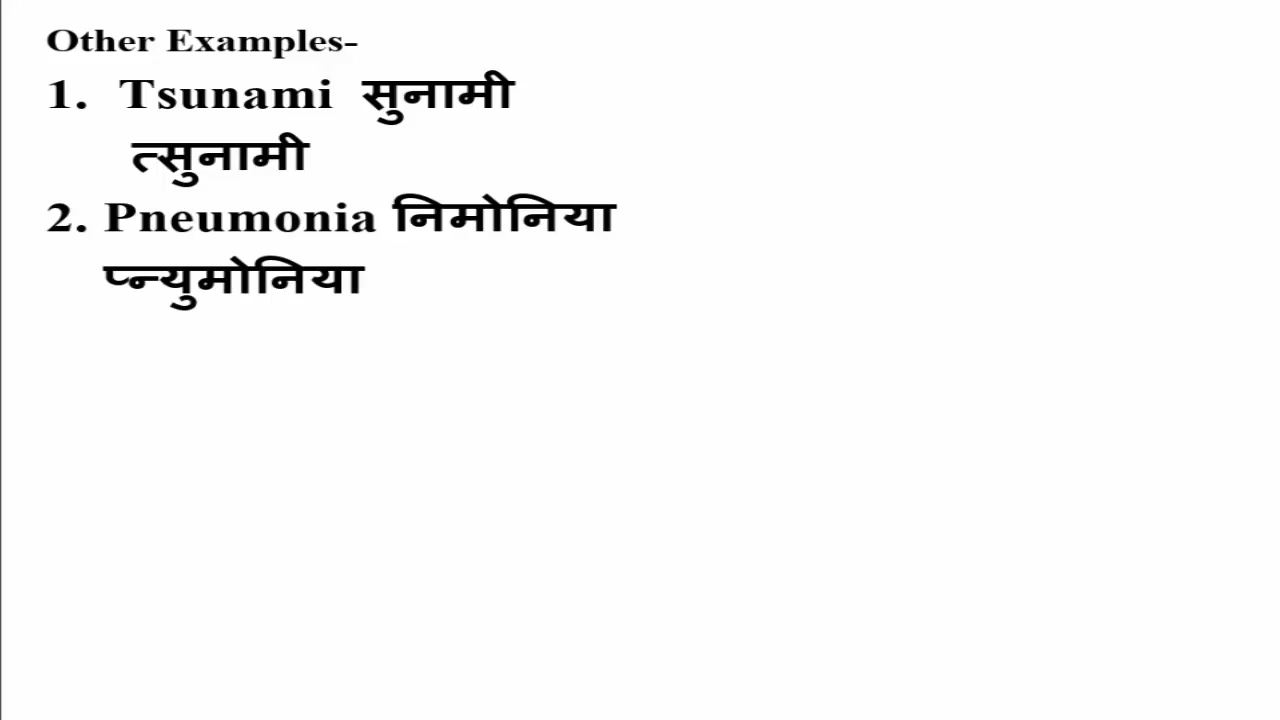 Other Examples-
1. Tsunami सुनामी
त्सुनामी
2. Pneumonia निमोनिया
प्न्युमोनिया